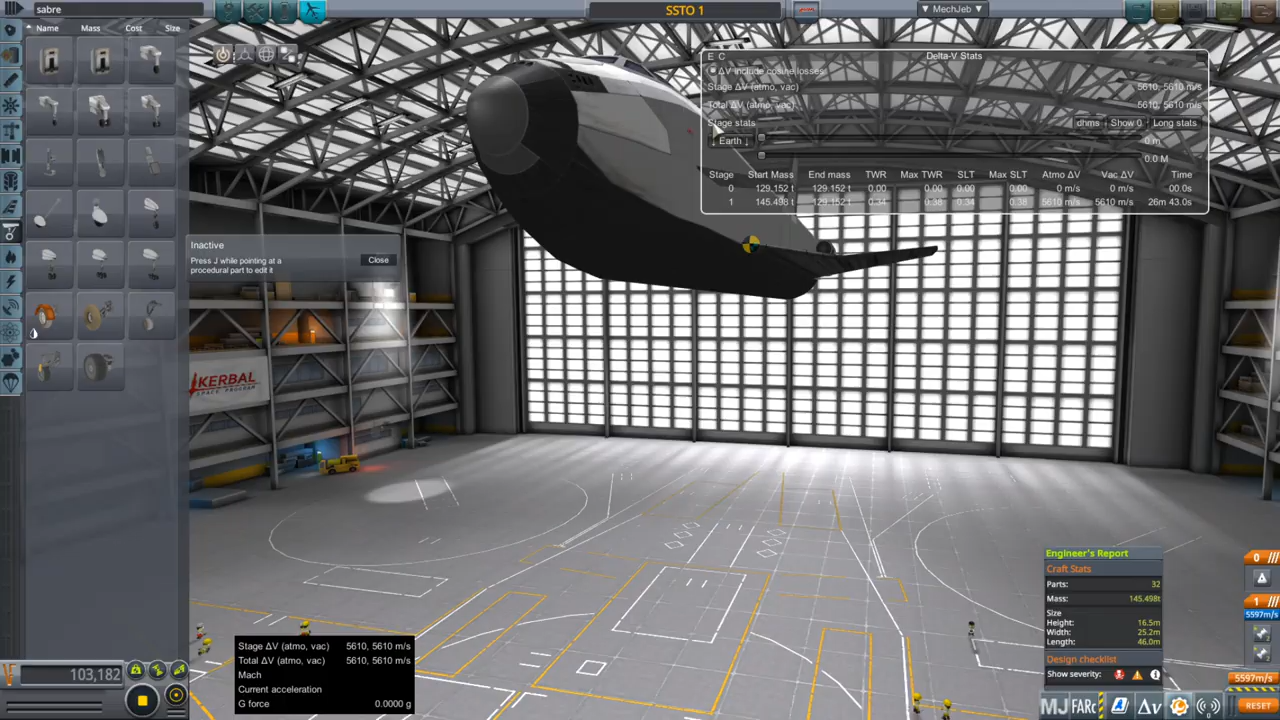 sabre
SSTO 1
▼ MechJeb ▼
Name Mass Cost Size
E C Delta-V Stats
ΔV include cosine losses
Stage ΔV (atmo, vac) 5610, 5610 m/s
Total ΔV (atmo, vac) 5610, 5610 m/s
Stage stats dhms Show 0 Long stats
↓ Earth ↓ 0 m
0.0 M
Stage Start Mass End mass TWR Max TWR SLT Max SLT Atmo ΔV Vac ΔV Time
0 129.152 t 129.152 t 0.00 0.00 0.00 0.00 0 m/s 0 m/s 00.0s
1 145.498 t 129.152 t 0.34 0.38 0.34 0.38 5610 m/s 5610 m/s 26m 43.0s
Inactive
Press J while pointing at a
procedural part to edit it
Close
KERBAL
SPACE PROGRAM
Engineer's Report
Craft Stats
Parts: 32
Mass: 145.498t
Size
Height: 16.5m
Width: 25.2m
Length: 46.0m
Design checklist
Show severity:
0
1
5597m/s
5597m/s
Stage ΔV (atmo, vac) 5610, 5610 m/s
Total ΔV (atmo, vac) 5610, 5610 m/s
Mach
Current acceleration
G force 0.0000 g
103,182
MJ FARc Δv RESET